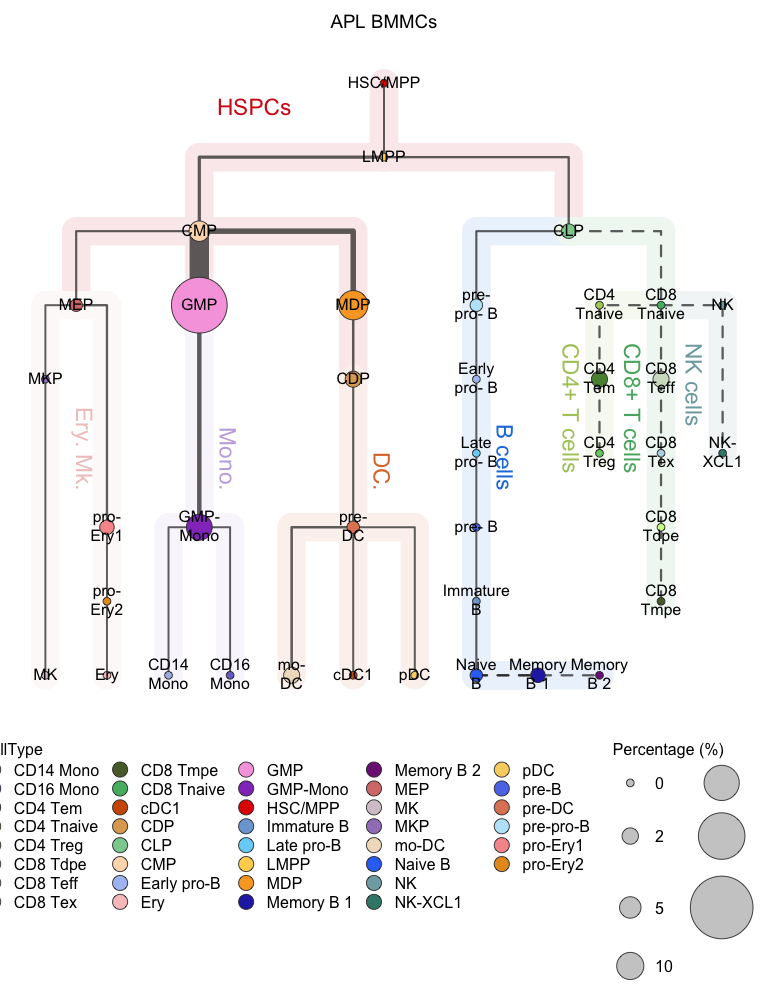 APL BMMCs
HSC/MPP
HSPCs
LMPP
CMP
CLP
MEP
GMP
MDP
pre-
pro- B
CD4
Tnaive
CD8
Tnaive
NK
MKP
CDP
Early
pro- B
CD4
Tem
CD8
Teff
CD4+ T cells
CD8+ T cells
NK cells
Ery. Mk.
Mono.
DC.
B cells
Late
pro- B
CD4
Treg
CD8
Tex
NK-
XCL1
pro-
Ery1
GMP-
Mono
pre-
DC
pre- B
CD8
Tdpe
pro-
Ery2
Immature
B
CD8
Tmpe
MK
Ery
CD14
Mono
CD16
Mono
mo-
DC
cDC1
pDC
Naive
B
Memory
B 1
Memory
B 2
llType
CD14 Mono
CD16 Mono
CD4 Tem
CD4 Tnaive
CD4 Treg
CD8 Tdpe
CD8 Teff
CD8 Tex
CD8 Tmpe
CD8 Tnaive
cDC1
CDP
CLP
CMP
Early pro-B
Ery
GMP
GMP-Mono
HSC/MPP
Immature B
Late pro-B
LMPP
MDP
Memory B 1
Memory B 2
MEP
MK
MKP
mo-DC
Naive B
NK
NK-XCL1
pDC
pre-B
pre-DC
pre-pro-B
pro-Ery1
pro-Ery2
Percentage (%)
0
2
5
10